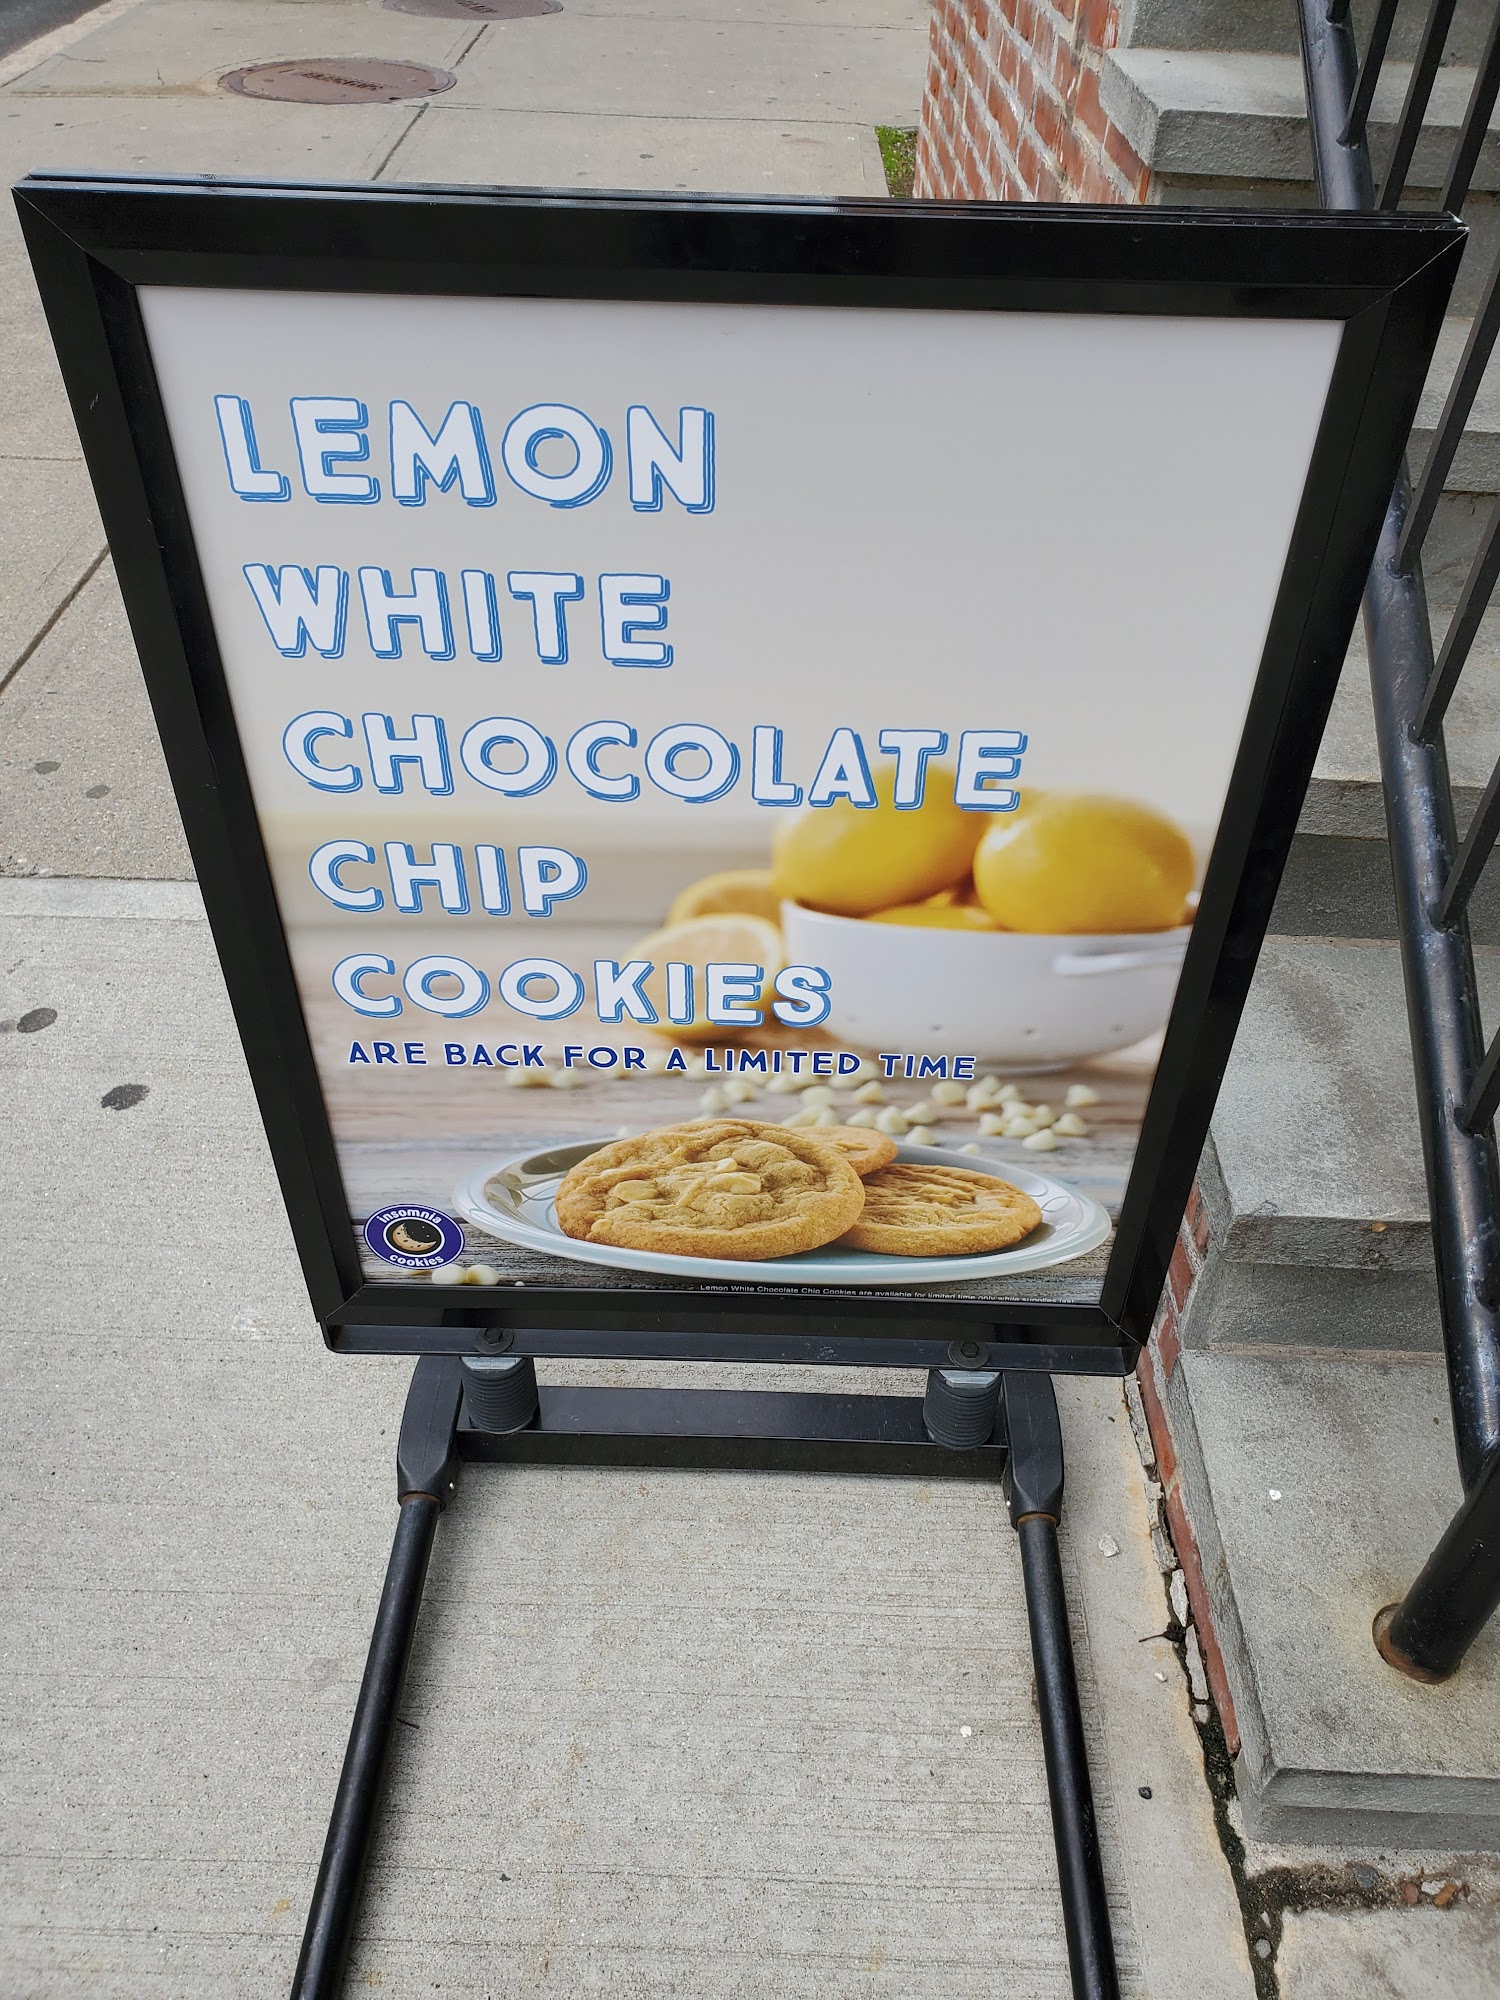 LEMON
WHITE
CHOCOLATE
CHIP
COOKIES
ARE BACK FOR A LIMITED TIME
insomnia
cookies
Lemon White Chocolate Chip Cookies are available for limited time only while supplies last